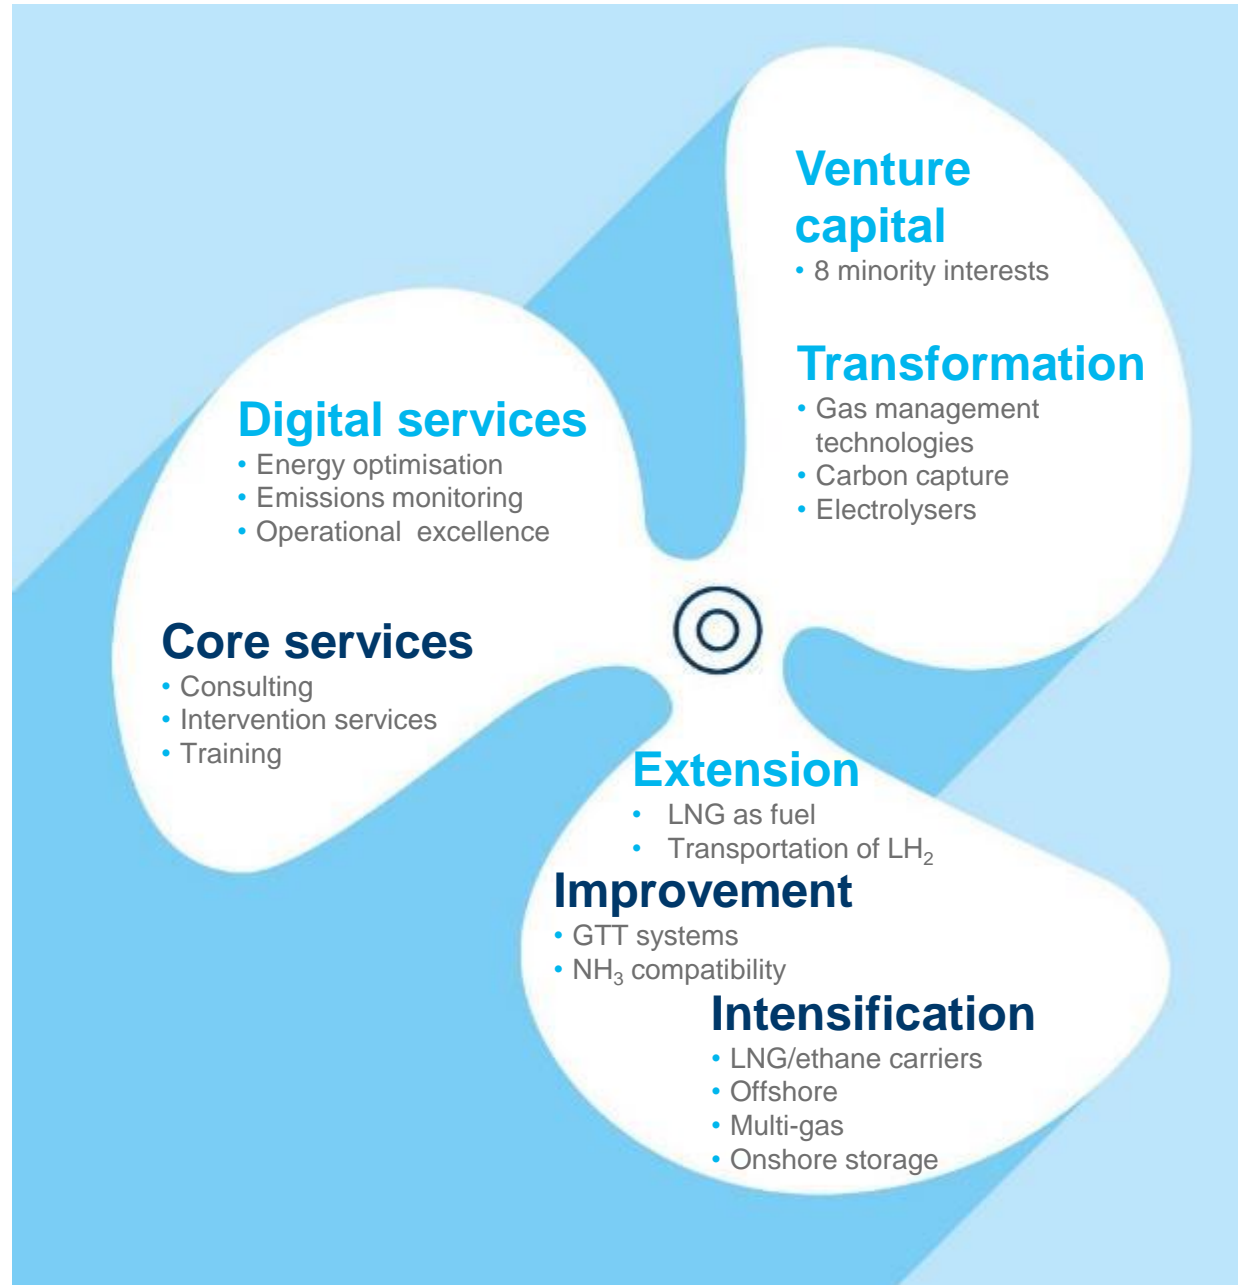 Venture
capital
• 8 minority interests
Transformation
• Gas management
technologies
• Carbon capture
• Electrolysers
Digital services
• Energy optimisation
• Emissions monitoring
• Operational  excellence
Core services
• Consulting
• Intervention services
• Training
Extension
• LNG as fuel
• Transportation of LH₂
Improvement
• GTT systems
• NH₃ compatibility
Intensification
• LNG/ethane carriers
• Offshore
• Multi-gas
• Onshore storage